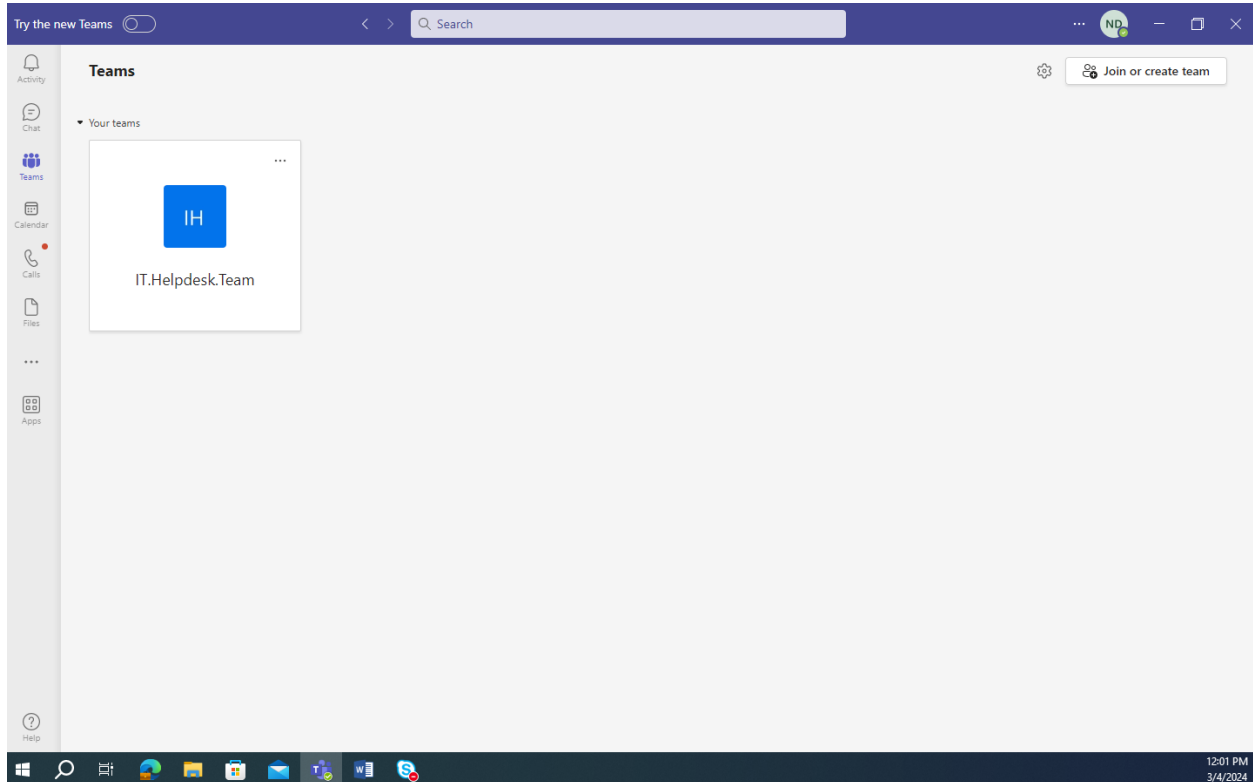 Try the new Teams
Search
ND
Activity
Teams
Join or create team
Chat
Your teams
Teams
IH
Calendar
IT.Helpdesk.Team
Calls
Files
Apps
Help
12:01 PM
3/4/2024